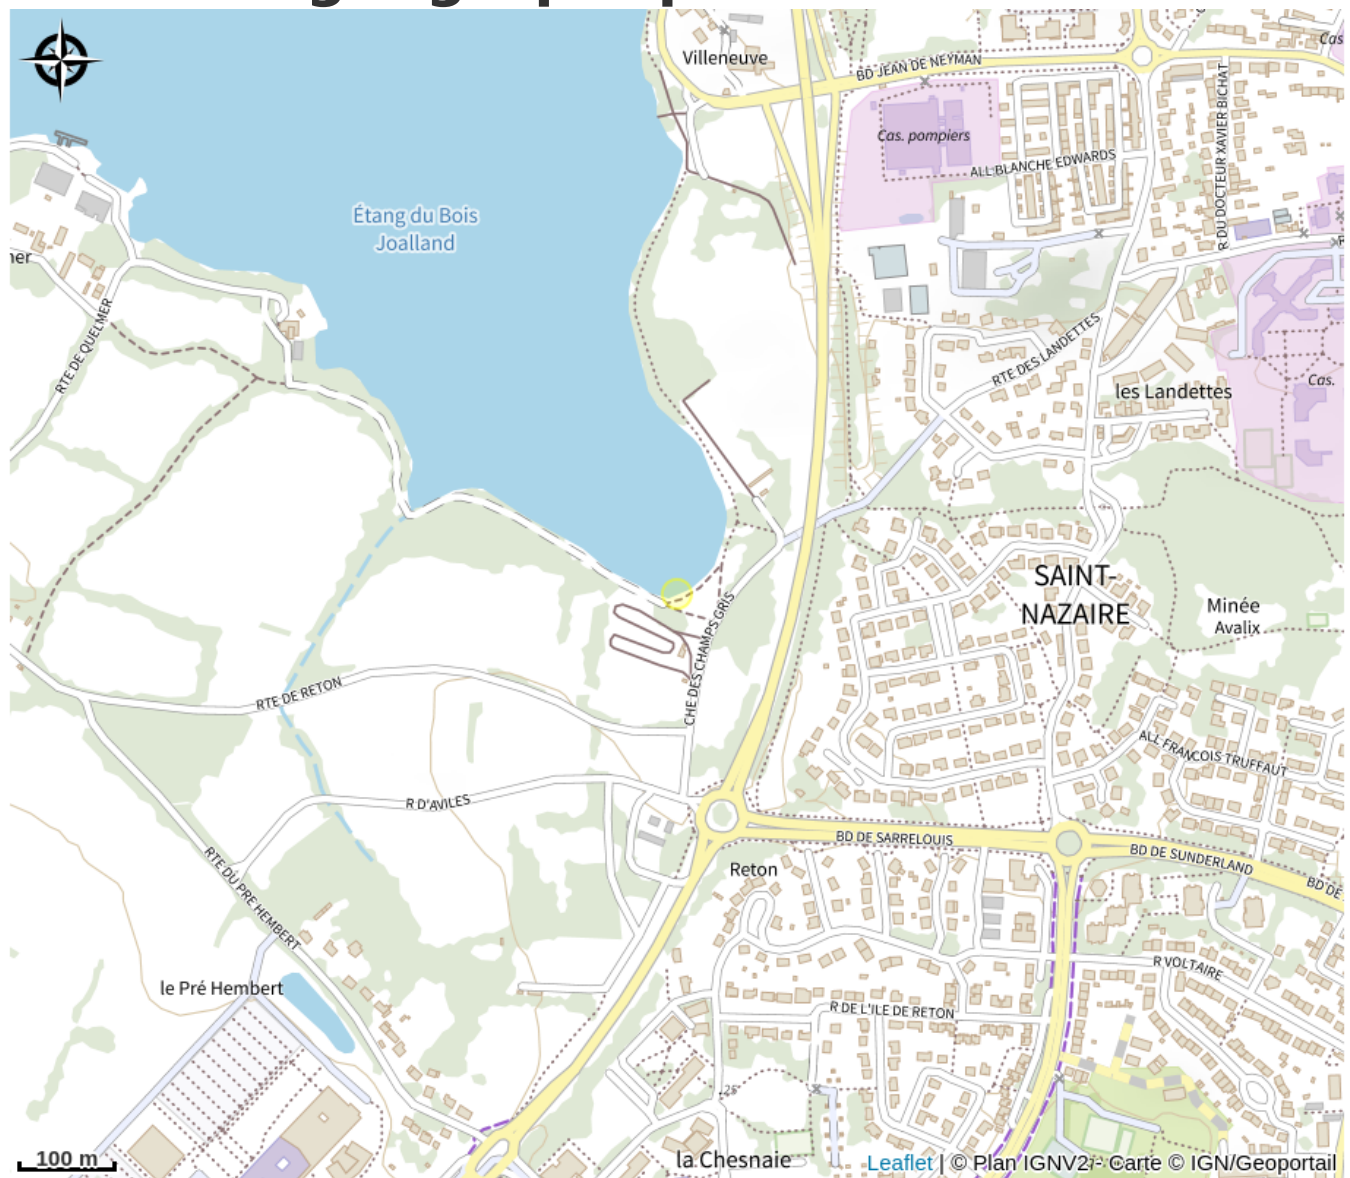 Villeneuve
BD JEAN DE NEYMAN
Cas
Cas. pompiers
R DU DOCTEUR XAVIER BICHAT
ALL BLANCHE EDWARDS
Étang du Bois
Joalland
ner
R
RTE DE QUELMER
RTE DES LANDETTES
les Landettes
Cas.
SAINT-
NAZAIRE
Minée
Avalix
CHE DES CHAMPS GRIS
RTE DE RETON
ALL FRANCOIS TRUFFAUT
R D'AVILES
BD DE SARRELOUIS
BD DE SUNDERLAND
BD DE
RTE DU PRE HEMBERT
Reton
R VOLTAIRE
le Pré Hembert
R DE L'ILE DE RETON
25
la Chesnaie
100 m
Leaflet | © Plan IGNV2 - Carte © IGN/Geoportail